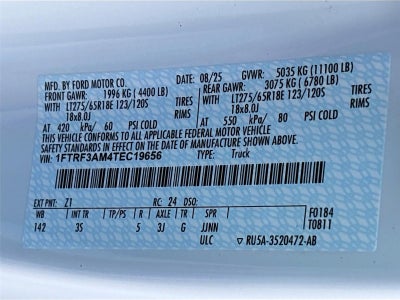 MFD. BY FORD MOTOR CO.
08/25 GVWR: 5035 KG (11100 LB)
FRONT GAWR: 1996 KG (4400 LB) REAR GAWR: 3075 KG (6780 LB)
WITH LT275/65R18E 123/120S TIRES WITH LT275/65R18E 123/120S TIRES
18x8.0J RIMS 18x8.0J RIMS
AT 420 kPa/ 60 PSI COLD AT 550 kPa/ 80 PSI COLD
THIS VEHICLE CONFORMS TO ALL APPLICABLE FEDERAL MOTOR VEHICLE
SAFETY STANDARDS IN EFFECT ON THE DATE OF MANUFACTURE SHOWN ABOVE.
VIN: 1FTRF3AM4TEC19656 TYPE: Truck
EXT PNT: Z1 RC: 24 DSO:
WB INT TR TP/PS R AXLE TR SPR F0184
142 3S 5 3J G JJNN T0811
ULC RU5A-3520472-AB